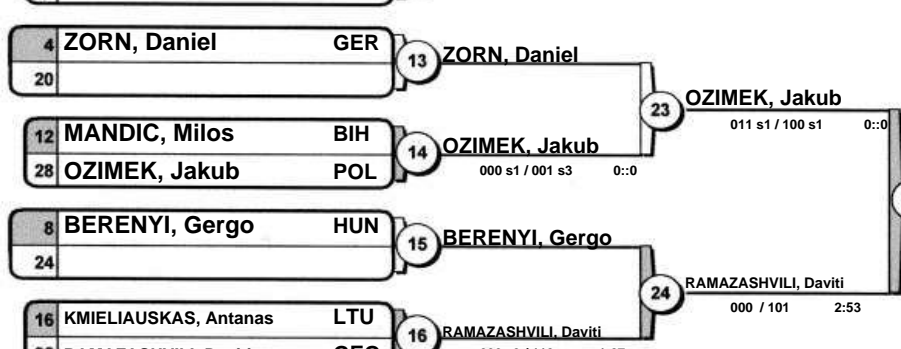 4 ZORN, Daniel GER
20
13 ZORN, Daniel
12 MANDIC, Milos BIH
28 OZIMEK, Jakub POL
14 OZIMEK, Jakub
000 s1 / 001 s3 0::0
23 OZIMEK, Jakub
011 s1 / 100 s1 0::0
8 BERENYI, Gergo HUN
24
15 BERENYI, Gergo
16 KMIELIAUSKAS, Antanas LTU
16 RAMAZASHVILI, Daviti
24 RAMAZASHVILI, Daviti
000 / 101 2:53